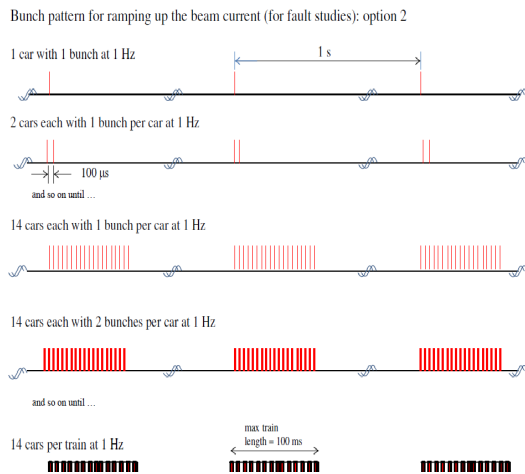 Bunch pattern for ramping up the beam current (for fault studies): option 2
1 car with 1 bunch at 1 Hz
1 s
2 cars each with 1 bunch per car at 1 Hz
100 μs
and so on until …
14 cars each with 1 bunch per car at 1 Hz
14 cars each with 2 bunches per car at 1 Hz
and so on until …
max train
length = 100 ms
14 cars per train at 1 Hz